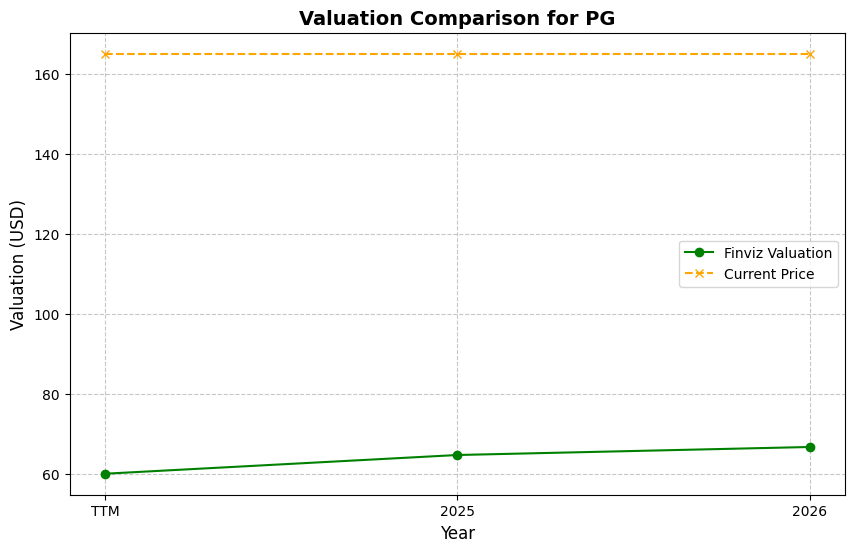 Valuation Comparison for PG
Valuation (USD)
160
140
120
100
80
60
Finviz Valuation
Current Price
TTM
2025
2026
Year